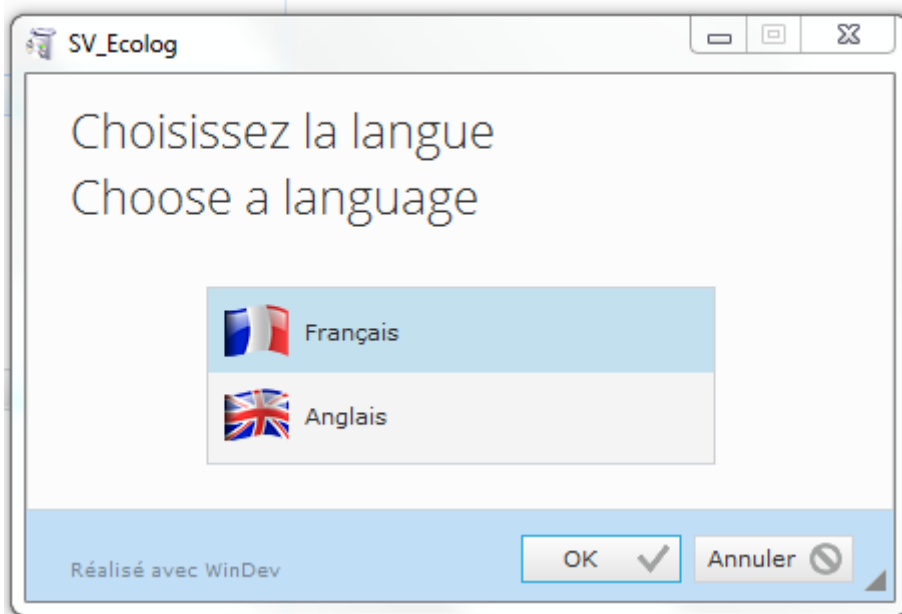 SV_Ecolog
Choisissez la langue
Choose a language
Français
Anglais
Réalisé avec WinDev
OK
Annuler